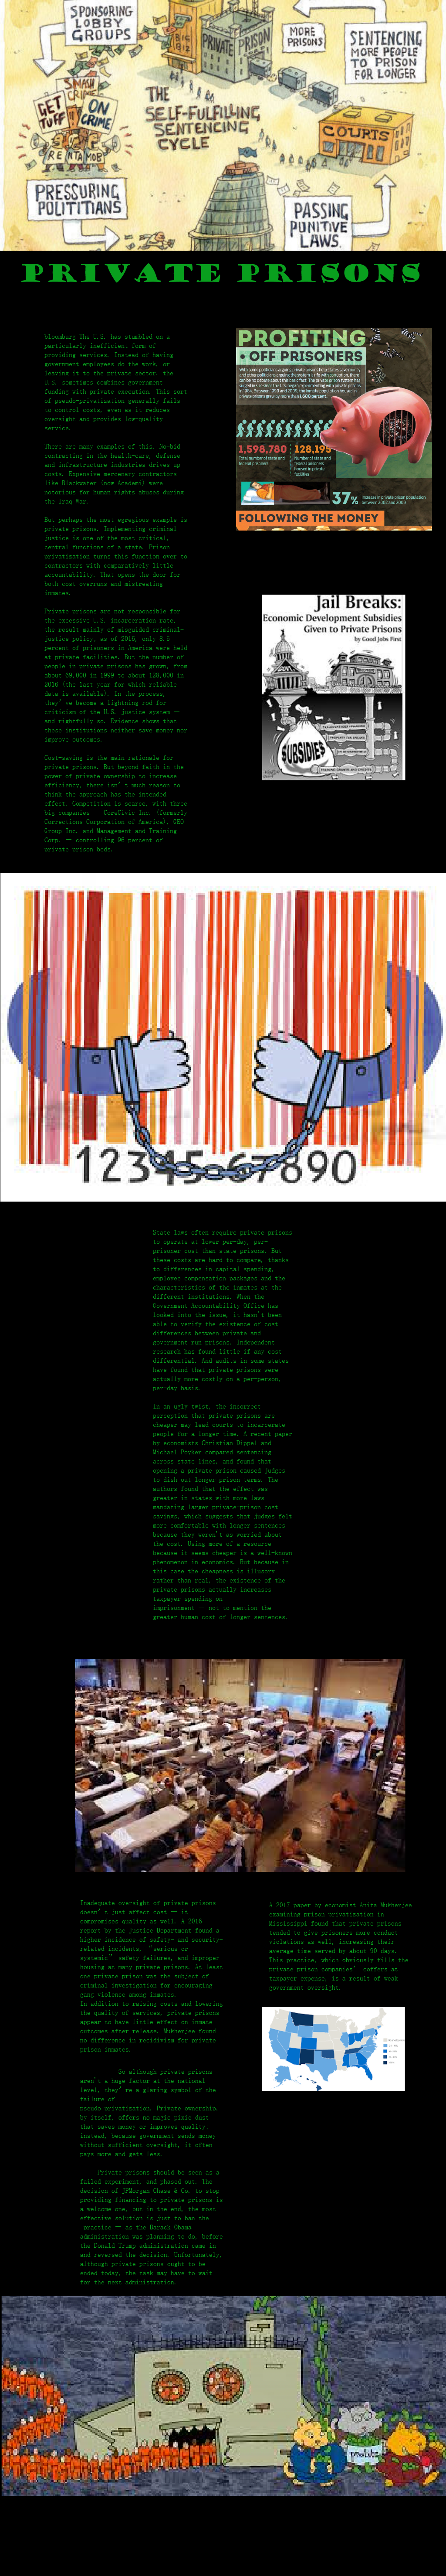 SPONSORING
LOBBY
GROUPS
BIG
BIZ
PRIVATE PRISON
MORE
PRISONS
SENTENCING
MORE PEOPLE
TO PRISON
FOR LONGER
SMASH
CRIME
GET
TUFF
ON
CRIME
RENTAMOB
THE
SELF-FULFILLING
SENTENCING
CYCLE
COURTS
PRESSURING
POLITITIANS
PASSING
PUNITIVE
LAWS.
PRIVATE PRISONS
bloomburg The U.S. has stumbled on a
particularly inefficient form of
providing services. Instead of having
government employees do the work, or
leaving it to the private sector, the
U.S. sometimes combines government
funding with private execution. This sort
of pseudo-privatization generally fails
to control costs, even as it reduces
oversight and provides low-quality
service.
There are many examples of this. No-bid
contracting in the health-care, defense
and infrastructure industries drives up
costs. Expensive mercenary contractors
like Blackwater (now Academi) were
notorious for human-rights abuses during
the Iraq War.
But perhaps the most egregious example is
private prisons. Implementing criminal
justice is one of the most critical,
central functions of a state. Prison
privatization turns this function over to
contractors with comparatively little
accountability. That opens the door for
both cost overruns and mistreating
inmates.
Private prisons are not responsible for
the excessive U.S. incarceration rate,
the result mainly of misguided criminal-
justice policy; as of 2016, only 8.5
percent of prisoners in America were held
at private facilities. But the number of
people in private prisons has grown, from
about 69,000 in 1999 to about 128,000 in
2016 (the last year for which reliable
data is available). In the process,
they’ve become a lightning rod for
criticism of the U.S. justice system —
and rightfully so. Evidence shows that
these institutions neither save money nor
improve outcomes.
Cost-saving is the main rationale for
private prisons. But beyond faith in the
power of private ownership to increase
efficiency, there isn’t much reason to
think the approach has the intended
effect. Competition is scarce, with three
big companies — CoreCivic Inc. (formerly
Corrections Corporation of America), GEO
Group Inc. and Management and Training
Corp. — controlling 96 percent of
private-prison beds.
PROFITING
OFF PRISONERS
1,598,780
Total number of state and
federal prisoners
128,195
Number of state and
federal prisoners
housed in private
facilities
37%
increase in private prison population
between 2002 and 2009
FOLLOWING THE MONEY
Jail Breaks:
Economic Development Subsidies
Given to Private Prisons
by Good Jobs First
SUBSIDIES
12345 67890
State laws often require private prisons
to operate at lower per-day, per-
prisoner cost than state prisons. But
these costs are hard to compare, thanks
to differences in capital spending,
employee compensation packages and the
characteristics of the inmates at the
different institutions. When the
Government Accountability Office has
looked into the issue, it hasn't been
able to verify the existence of cost
differences between private and
government-run prisons. Independent
research has found little if any cost
differential. And audits in some states
have found that private prisons were
actually more costly on a per-person,
per-day basis.
In an ugly twist, the incorrect
perception that private prisons are
cheaper may lead courts to incarcerate
people for a longer time. A recent paper
by economists Christian Dippel and
Michael Poyker compared sentencing
across state lines, and found that
opening a private prison caused judges
to dish out longer prison terms. The
authors found that the effect was
greater in states with more laws
mandating larger private-prison cost
savings, which suggests that judges felt
more comfortable with longer sentences
because they weren't as worried about
the cost. Using more of a resource
because it seems cheaper is a well-known
phenomenon in economics. But because in
this case the cheapness is illusory
rather than real, the existence of the
private prisons actually increases
taxpayer spending on
imprisonment — not to mention the
greater human cost of longer sentences.
Inadequate oversight of private prisons
doesn’t just affect cost — it
compromises quality as well. A 2016
report by the Justice Department found a
higher incidence of safety- and security-
related incidents, “serious or
systemic” safety failures, and improper
housing at many private prisons. At least
one private prison was the subject of
criminal investigation for encouraging
gang violence among inmates.
In addition to raising costs and lowering
the quality of services, private prisons
appear to have little effect on inmate
outcomes after release. Mukherjee found
no difference in recidivism for private-
prison inmates.
So although private prisons
aren't a huge factor at the national
level, they’re a glaring symbol of the
failure of
pseudo-privatization. Private ownership,
by itself, offers no magic pixie dust
that saves money or improves quality;
instead, because government sends money
without sufficient oversight, it often
pays more and gets less.
Private prisons should be seen as a
failed experiment, and phased out. The
decision of JPMorgan Chase & Co. to stop
providing financing to private prisons is
a welcome one, but in the end, the most
effective solution is just to ban the
practice — as the Barack Obama
administration was planning to do, before
the Donald Trump administration came in
and reversed the decision. Unfortunately,
although private prisons ought to be
ended today, the task may have to wait
for the next administration.
A 2017 paper by economist Anita Mukherjee
examining prison privatization in
Mississippi found that private prisons
tended to give prisoners more conduct
violations as well, increasing their
average time served by about 90 days.
This practice, which obviously fills the
private prison companies’ coffers at
taxpayer expense, is a result of weak
government oversight.